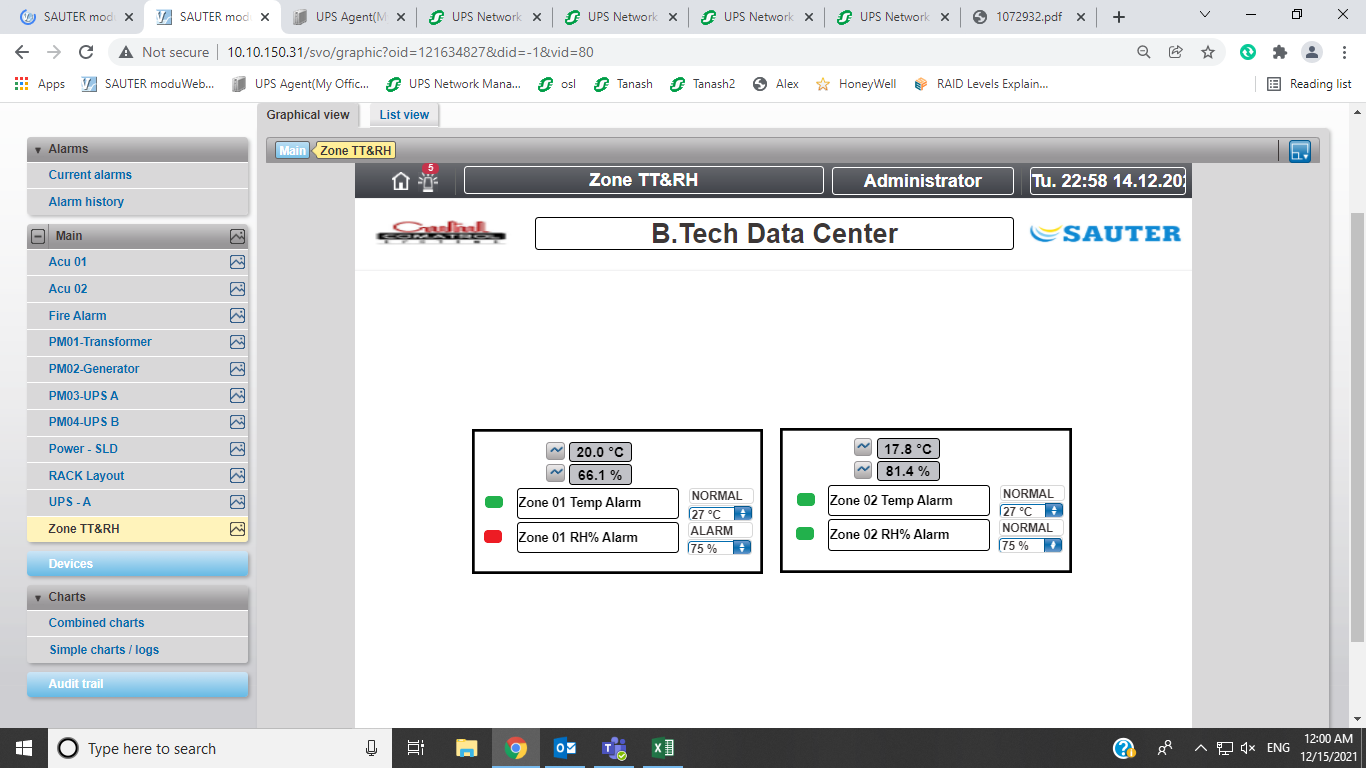 SAUTER mod
SAUTER mod
UPS Agent(M
UPS Network
UPS Network
UPS Network
UPS Network
1072932.pdf
Not secure
10.10.150.31/svo/graphic?oid=121634827&did=-1&vid=80
Apps
SAUTER moduWeb...
UPS Agent(My Offic...
UPS Network Mana...
osl
Tanash
Tanash2
Alex
HoneyWell
RAID Levels Explain...
Reading list
Graphical view
List view
Alarms
Current alarms
Alarm history
Main
Acu 01
Acu 02
Fire Alarm
PM01-Transformer
PM02-Generator
PM03-UPS A
PM04-UPS B
Power - SLD
RACK Layout
UPS - A
Zone TT&RH
Devices
Charts
Combined charts
Simple charts / logs
Audit trail
Main
Zone TT&RH
5
Zone TT&RH
Administrator
Tu. 22:58 14.12.20
B.Tech Data Center
SAUTER
20.0 °C
66.1 %
Zone 01 Temp Alarm
NORMAL
27 °C
Zone 01 RH% Alarm
ALARM
75 %
17.8 °C
81.4 %
Zone 02 Temp Alarm
NORMAL
27 °C
Zone 02 RH% Alarm
NORMAL
75 %
Type here to search
ENG
12:00 AM
12/15/2021